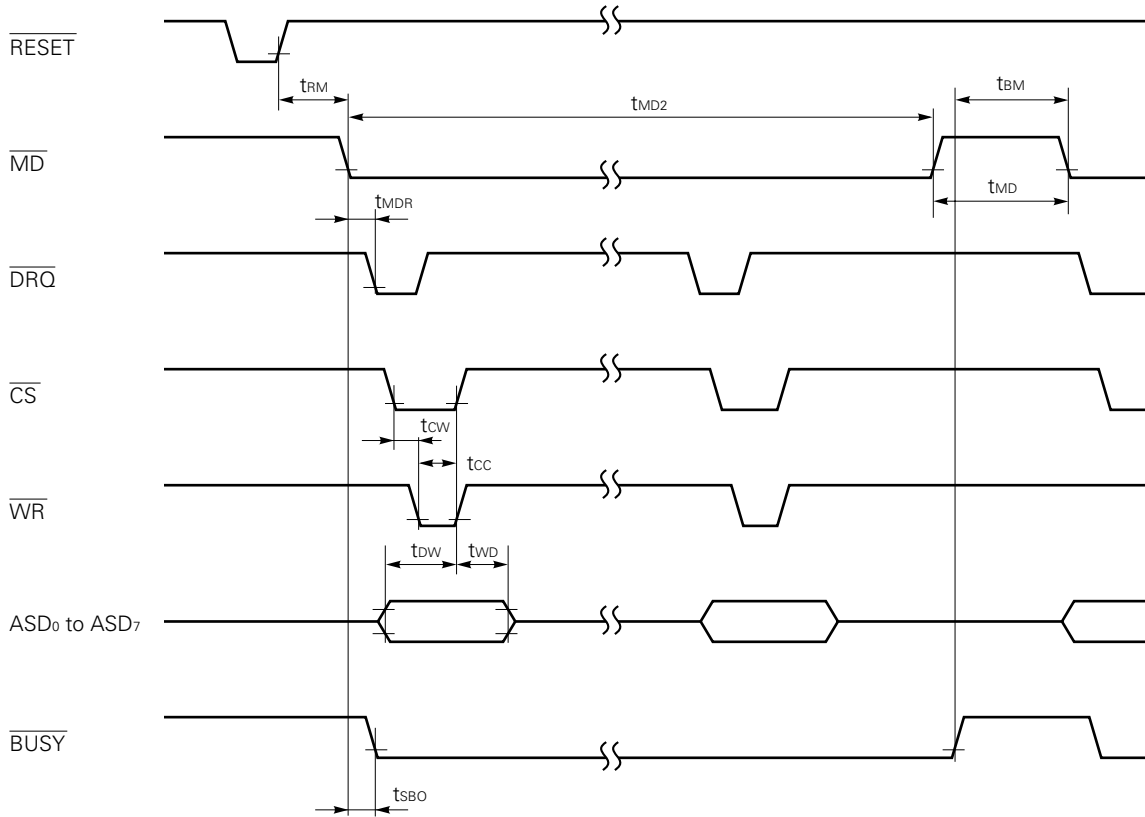 RESET
tRM
tMD2
tBM
MD
tMD
tMDR
DRQ
CS
tCW
tCC
WR
tDW
tWD
ASD0 to ASD7
BUSY
tSBO